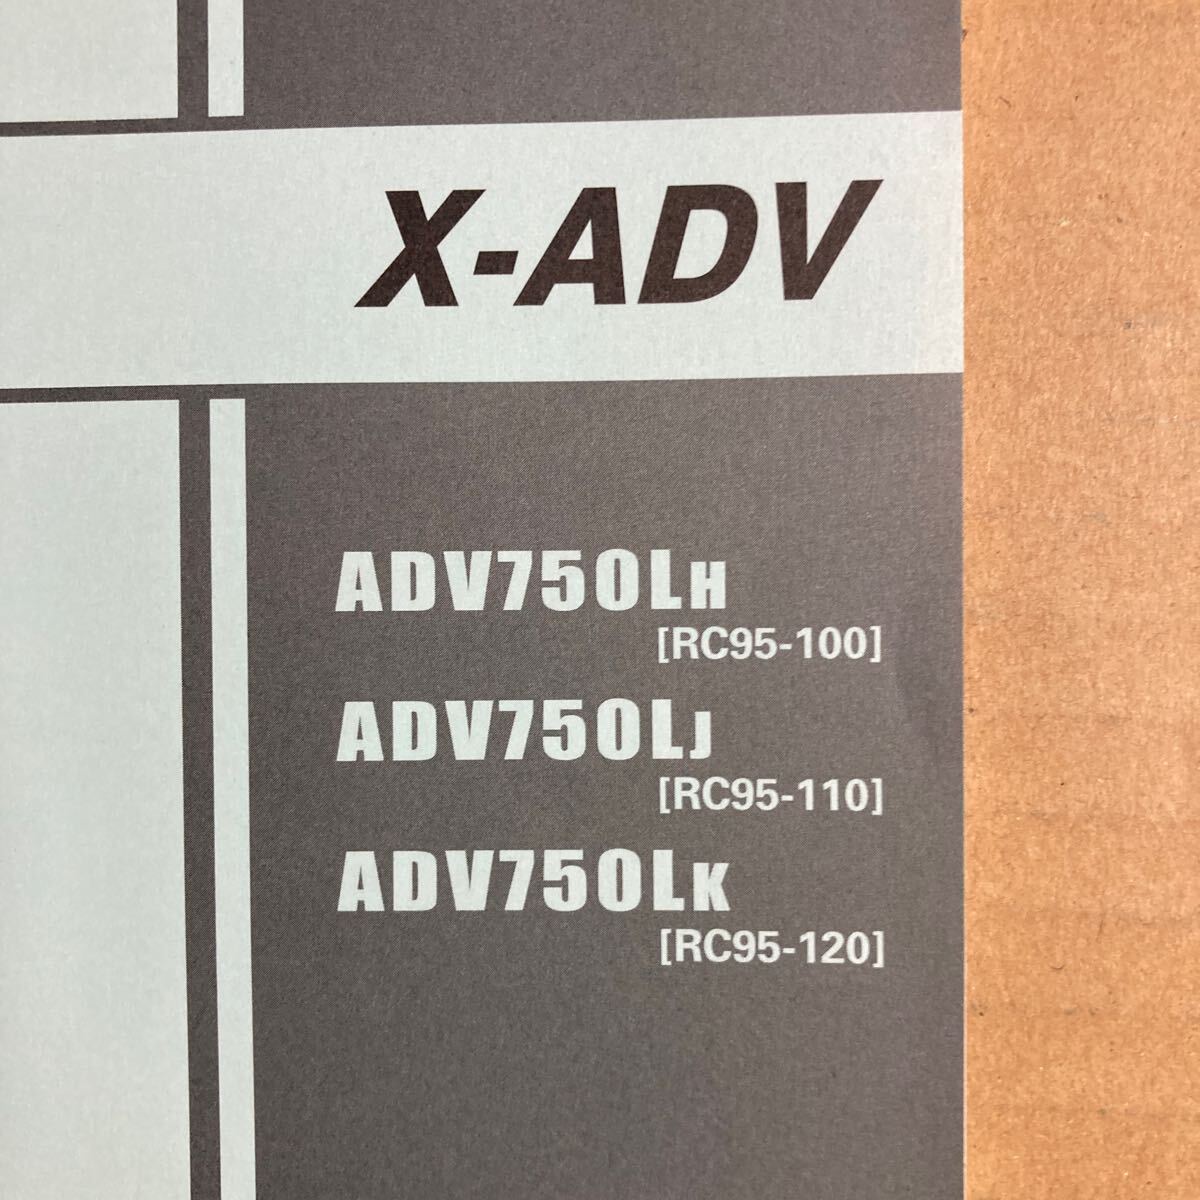 X-ADV
ADV750LH
[RC95-100]
ADV750LJ
[RC95-110]
ADV750LK
[RC95-120]